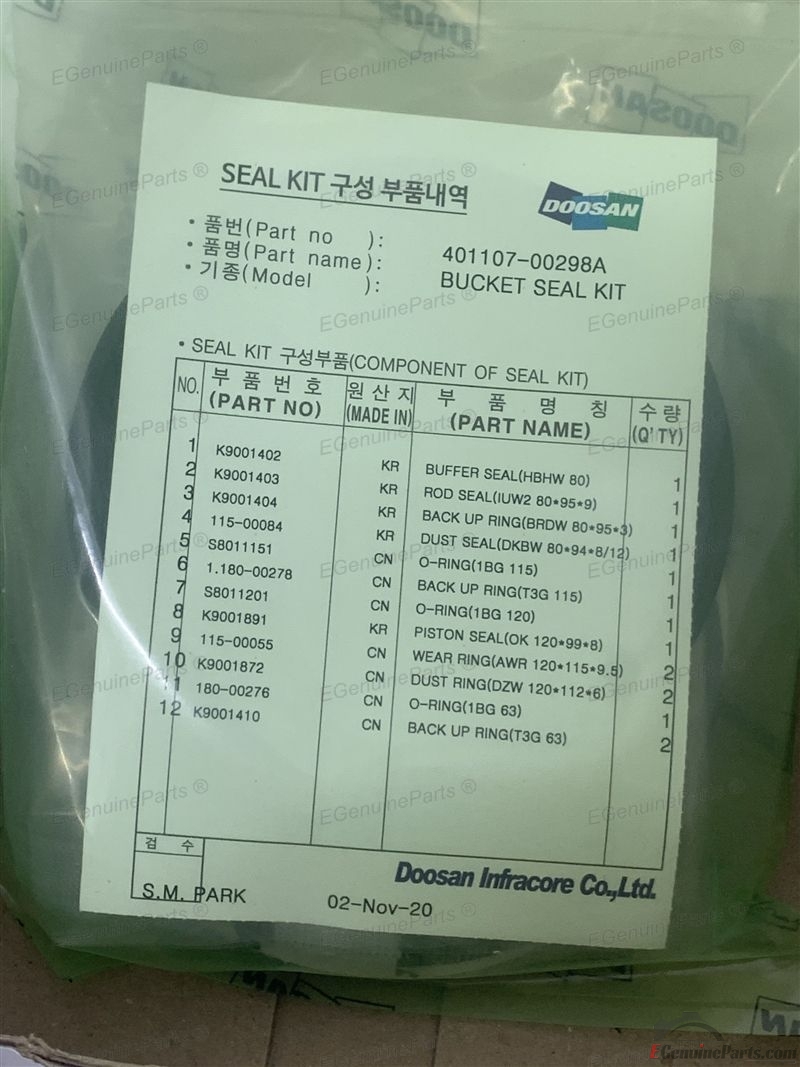 SEAL KIT 구성 부품내역
DOOSAN
• 품번(Part no ): 401107-00298A
• 품명(Part name): BUCKET SEAL KIT
• 기종(Model ):
• SEAL KIT 구성부품(COMPONENT OF SEAL KIT)
NO. 부 품 번 호 (PART NO) 원 산 지 (MADE IN) 부 품 명 칭 (PART NAME) 수 량 (Q' TY)
1 K9001402 KR BUFFER SEAL(HBHW 80) 1
2 K9001403 KR ROD SEAL(IUW2 80*95*9) 1
3 K9001404 KR BACK UP RING(BRDW 80*95*3) 1
4 115-00084 KR DUST SEAL(DKBW 80*94*8/12) 1
5 S8011151 CN O-RING(1BG 115) 1
6 1.180-00278 CN BACK UP RING(T3G 115) 1
7 S8011201 CN O-RING(1BG 120) 1
8 K9001891 KR PISTON SEAL(OK 120*99*8) 1
9 115-00055 CN WEAR RING(AWR 120*115*9.5) 2
10 K9001872 CN DUST RING(DZW 120*112*6) 2
11 180-00276 CN O-RING(1BG 63) 1
12 K9001410 CN BACK UP RING(T3G 63) 2
검 수
S.M. PARK
02-Nov-20
Doosan Infracore Co.,Ltd.
EGenuineParts ®
EGenuineParts.com